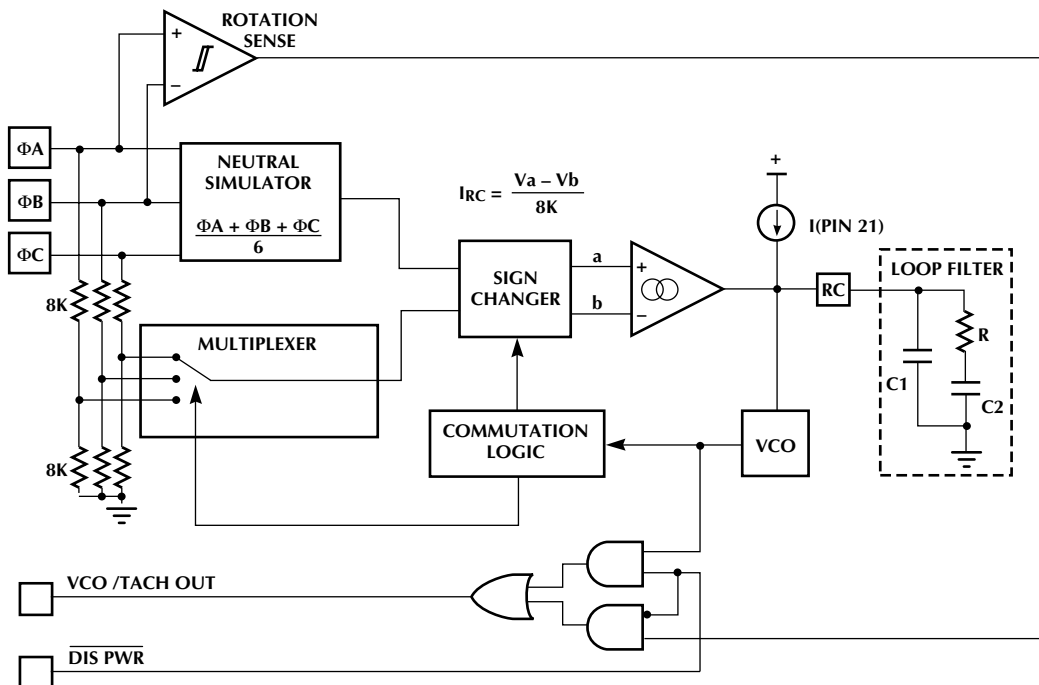 ROTATION
SENSE
+
−
ΦA
ΦB
ΦC
NEUTRAL
SIMULATOR
ΦA + ΦB + ΦC
6
IRC = Va – Vb
8K
+
I(PIN 21)
8K
SIGN
CHANGER
a
b
+
−
RC
LOOP FILTER
R
C1
C2
MULTIPLEXER
COMMUTATION
LOGIC
VCO
8K
VCO /TACH OUT
DIS PWR